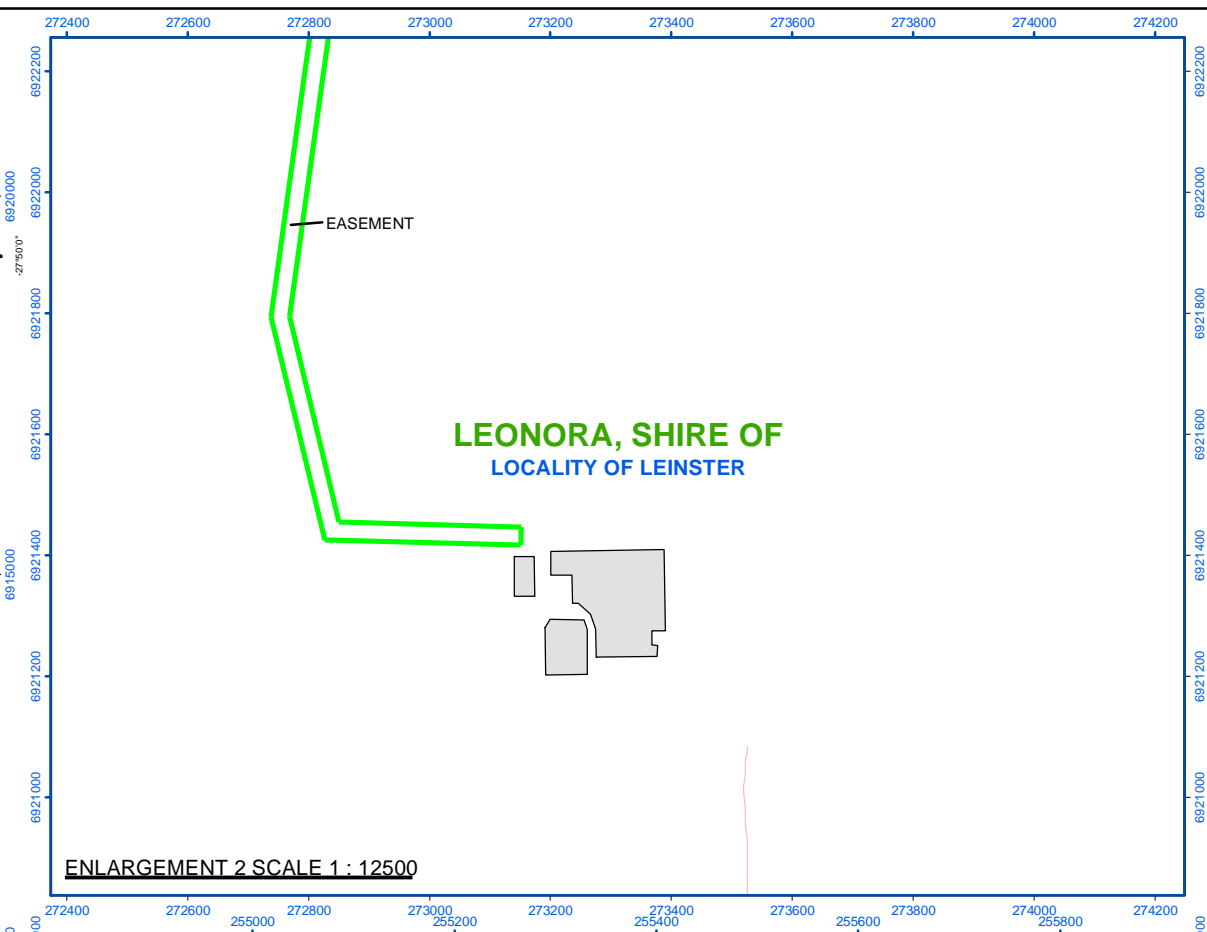 272400 272600 272800 273000 273200 273400 273600 273800 274000 274200
6922200 6922200
6920000 6922000 6922000
-27°50'0"
EASEMENT
6921800 6921800
LEONORA, SHIRE OF
6921600 6921600
LOCALITY OF LEINSTER
6915000 6921400 6921400
6921200 6921200
6921000 6921000
ENLARGEMENT 2 SCALE 1 : 12500
272400 272600 272800 273000 273200 273400 273600 273800 274000 274200
255000 255200 255400 255600 255800